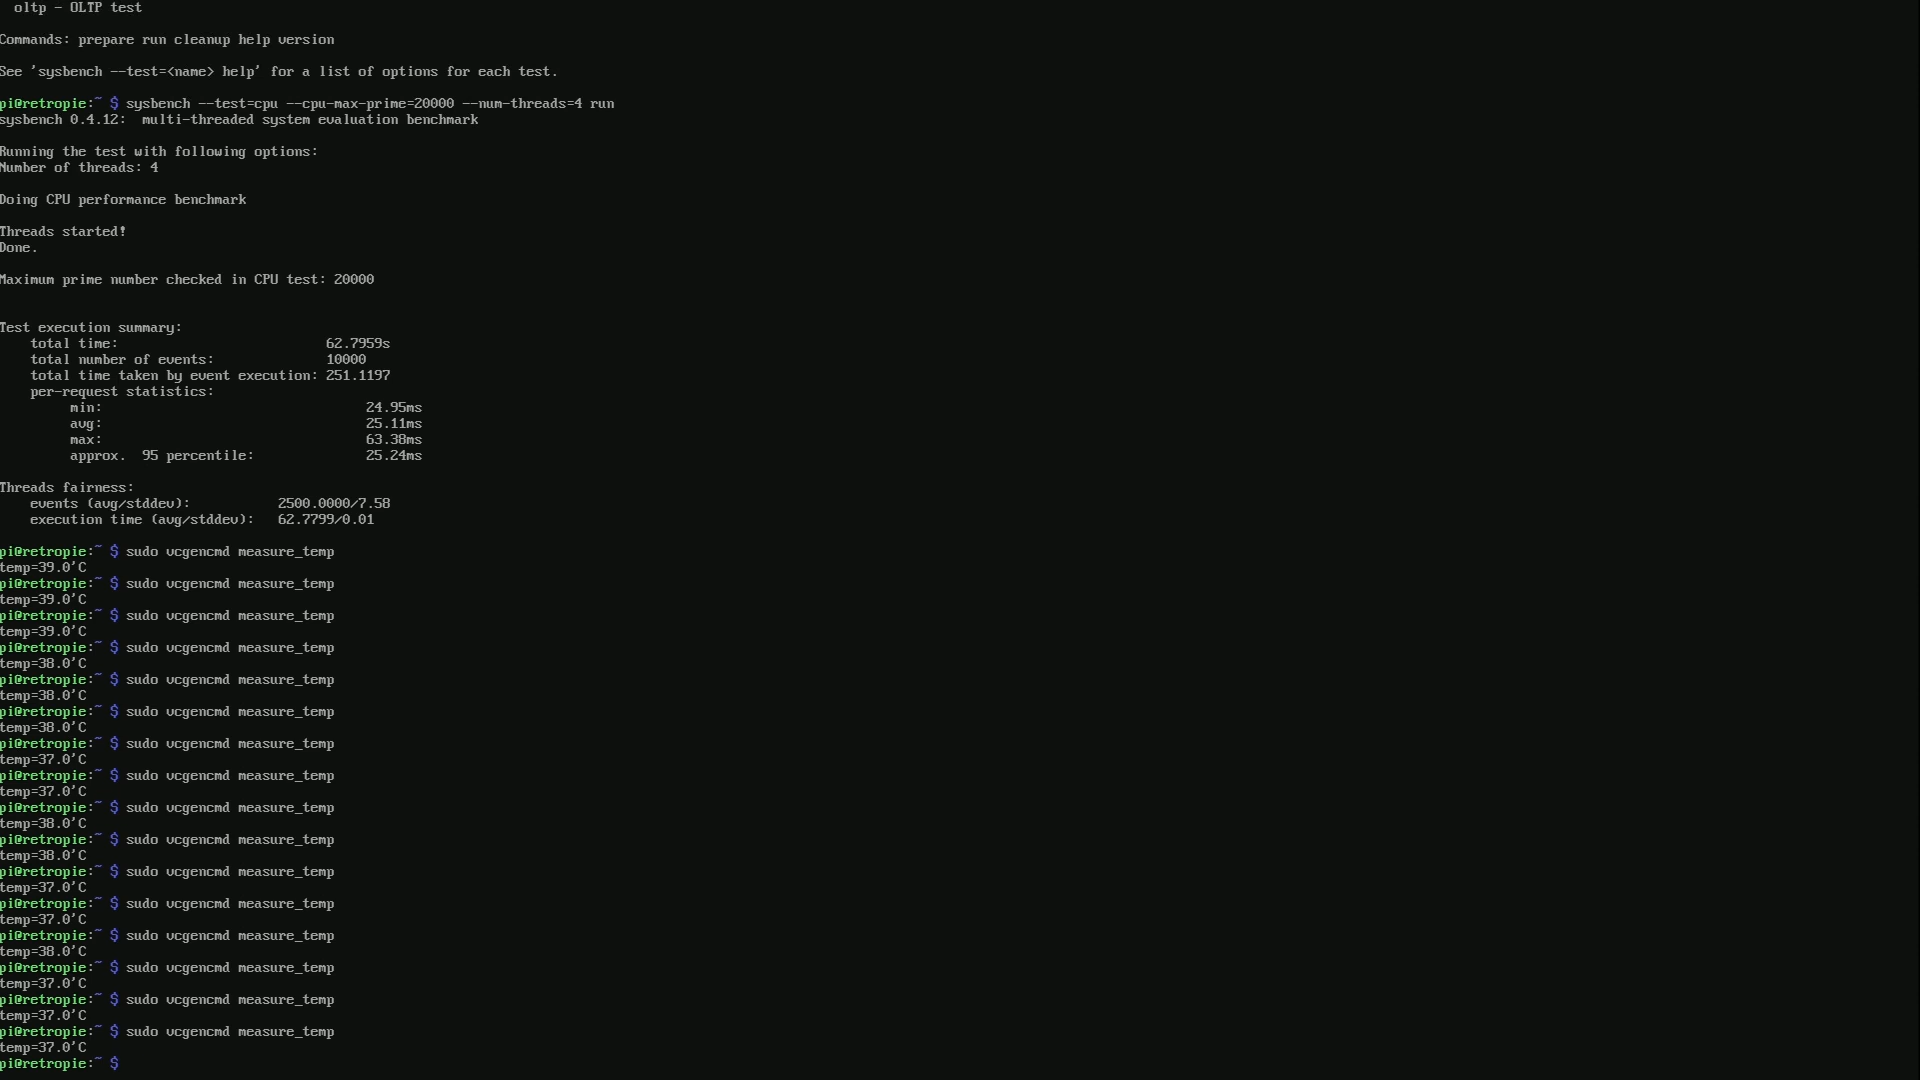 oltp - OLTP test
Commands: prepare run cleanup help version
See 'sysbench --test=<name> help' for a list of options for each test.
pi@retropie:~ $ sysbench --test=cpu --cpu-max-prime=20000 --num-threads=4 run
sysbench 0.4.12:  multi-threaded system evaluation benchmark
Running the test with following options:
Number of threads: 4
Doing CPU performance benchmark
Threads started!
Done.
Maximum prime number checked in CPU test: 20000
Test execution summary:
total time: 62.7959s
total number of events: 10000
total time taken by event execution: 251.1197
per-request statistics:
min: 24.95ms
avg: 25.11ms
max: 63.38ms
approx.  95 percentile: 25.24ms
Threads fairness:
events (avg/stddev): 2500.0000/7.58
execution time (avg/stddev): 62.7799/0.01
pi@retropie:~ $ sudo vcgencmd measure_temp
temp=39.0'C
pi@retropie:~ $ sudo vcgencmd measure_temp
temp=39.0'C
pi@retropie:~ $ sudo vcgencmd measure_temp
temp=39.0'C
pi@retropie:~ $ sudo vcgencmd measure_temp
temp=38.0'C
pi@retropie:~ $ sudo vcgencmd measure_temp
temp=38.0'C
pi@retropie:~ $ sudo vcgencmd measure_temp
temp=38.0'C
pi@retropie:~ $ sudo vcgencmd measure_temp
temp=37.0'C
pi@retropie:~ $ sudo vcgencmd measure_temp
temp=37.0'C
pi@retropie:~ $ sudo vcgencmd measure_temp
temp=38.0'C
pi@retropie:~ $ sudo vcgencmd measure_temp
temp=38.0'C
pi@retropie:~ $ sudo vcgencmd measure_temp
temp=37.0'C
pi@retropie:~ $ sudo vcgencmd measure_temp
temp=37.0'C
pi@retropie:~ $ sudo vcgencmd measure_temp
temp=38.0'C
pi@retropie:~ $ sudo vcgencmd measure_temp
temp=37.0'C
pi@retropie:~ $ sudo vcgencmd measure_temp
temp=37.0'C
pi@retropie:~ $ sudo vcgencmd measure_temp
temp=37.0'C
pi@retropie:~ $